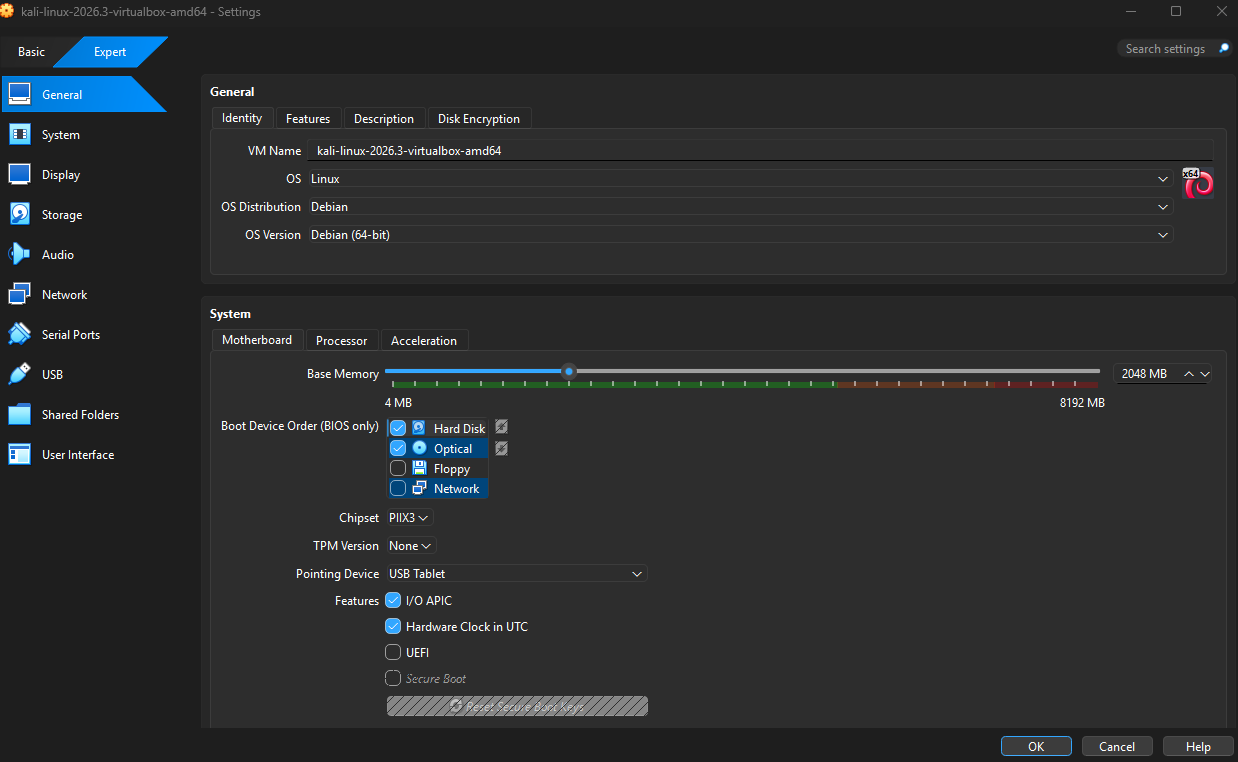 kali-linux-2026.3-virtualbox-amd64 - Settings
Basic Expert
Search settings
General
System
Display
Storage
Audio
Network
Serial Ports
USB
Shared Folders
User Interface
General
Identity Features Description Disk Encryption
VM Name kali-linux-2026.3-virtualbox-amd64
OS Linux
x64
OS Distribution Debian
OS Version Debian (64-bit)
System
Motherboard Processor Acceleration
Base Memory 2048 MB
4 MB 8192 MB
Boot Device Order (BIOS only) Hard Disk
Optical
Floppy
Network
Chipset PIIX3
TPM Version None
Pointing Device USB Tablet
Features I/O APIC
Hardware Clock in UTC
UEFI
Secure Boot
Reset Secure Boot Keys
OK Cancel Help